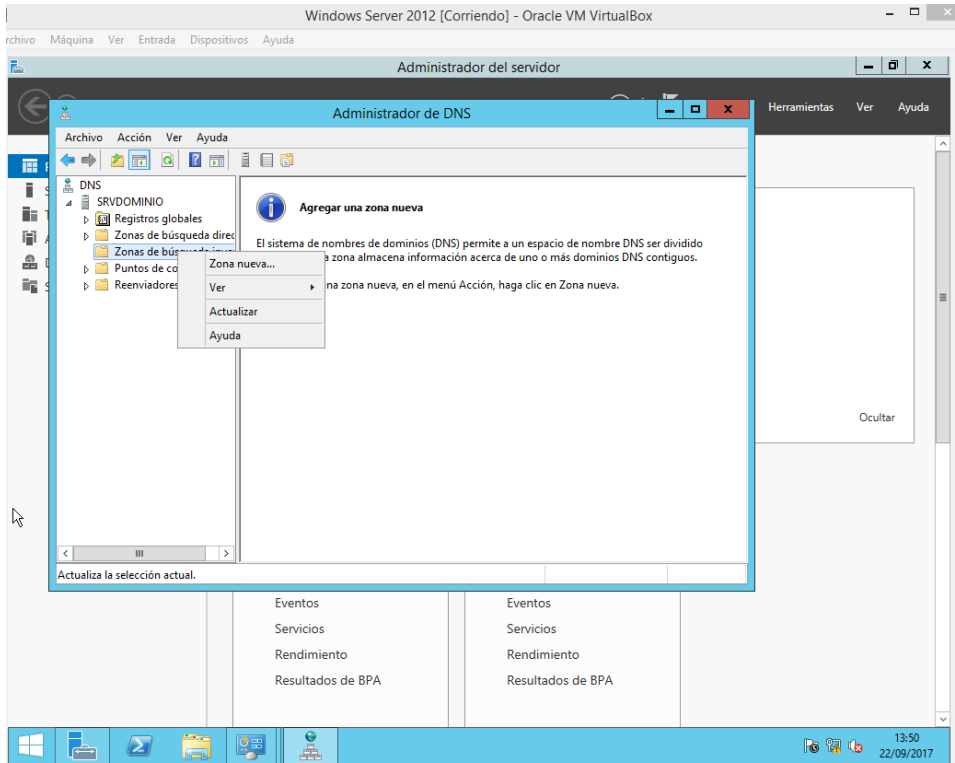 Windows Server 2012 [Corriendo] - Oracle VM VirtualBox
rchivo Máquina Ver Entrada Dispositivos Ayuda
Administrador del servidor
Herramientas Ver Ayuda
Administrador de DNS
Archivo Acción Ver Ayuda
DNS
SRVDOMINIO
Registros globales
Zonas de búsqueda direc
Zonas de búsqueda inver
Puntos de co
Reenviadores
Zona nueva...
Ver
Actualizar
Ayuda
Agregar una zona nueva
El sistema de nombres de dominios (DNS) permite a un espacio de nombre DNS ser dividido
zona almacena información acerca de uno o más dominios DNS contiguos.
na zona nueva, en el menú Acción, haga clic en Zona nueva.
Ocultar
Actualiza la selección actual.
Eventos
Servicios
Rendimiento
Resultados de BPA
Eventos
Servicios
Rendimiento
Resultados de BPA
13:50
22/09/2017